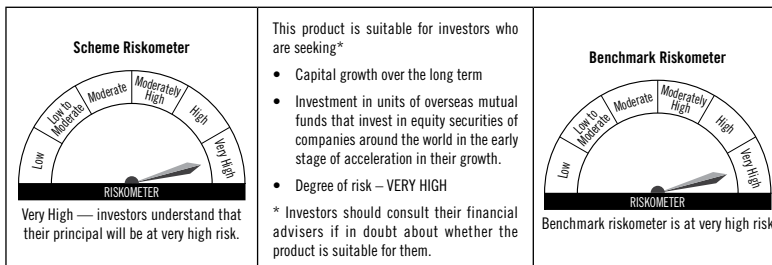 Scheme Riskometer
Low
Low to
Moderate
Moderate
Moderately
High
High
Very High
RISKOMETER
Very High — investors understand that
their principal will be at very high risk.
This product is suitable for investors who
are seeking*
• Capital growth over the long term
• Investment in units of overseas mutual
funds that invest in equity securities of
companies around the world in the early
stage of acceleration in their growth.
• Degree of risk – VERY HIGH
* Investors should consult their financial
advisers if in doubt about whether the
product is suitable for them.
Benchmark Riskometer
Low
Low to
Moderate
Moderate
Moderately
High
High
Very High
RISKOMETER
Benchmark riskometer is at very high risk